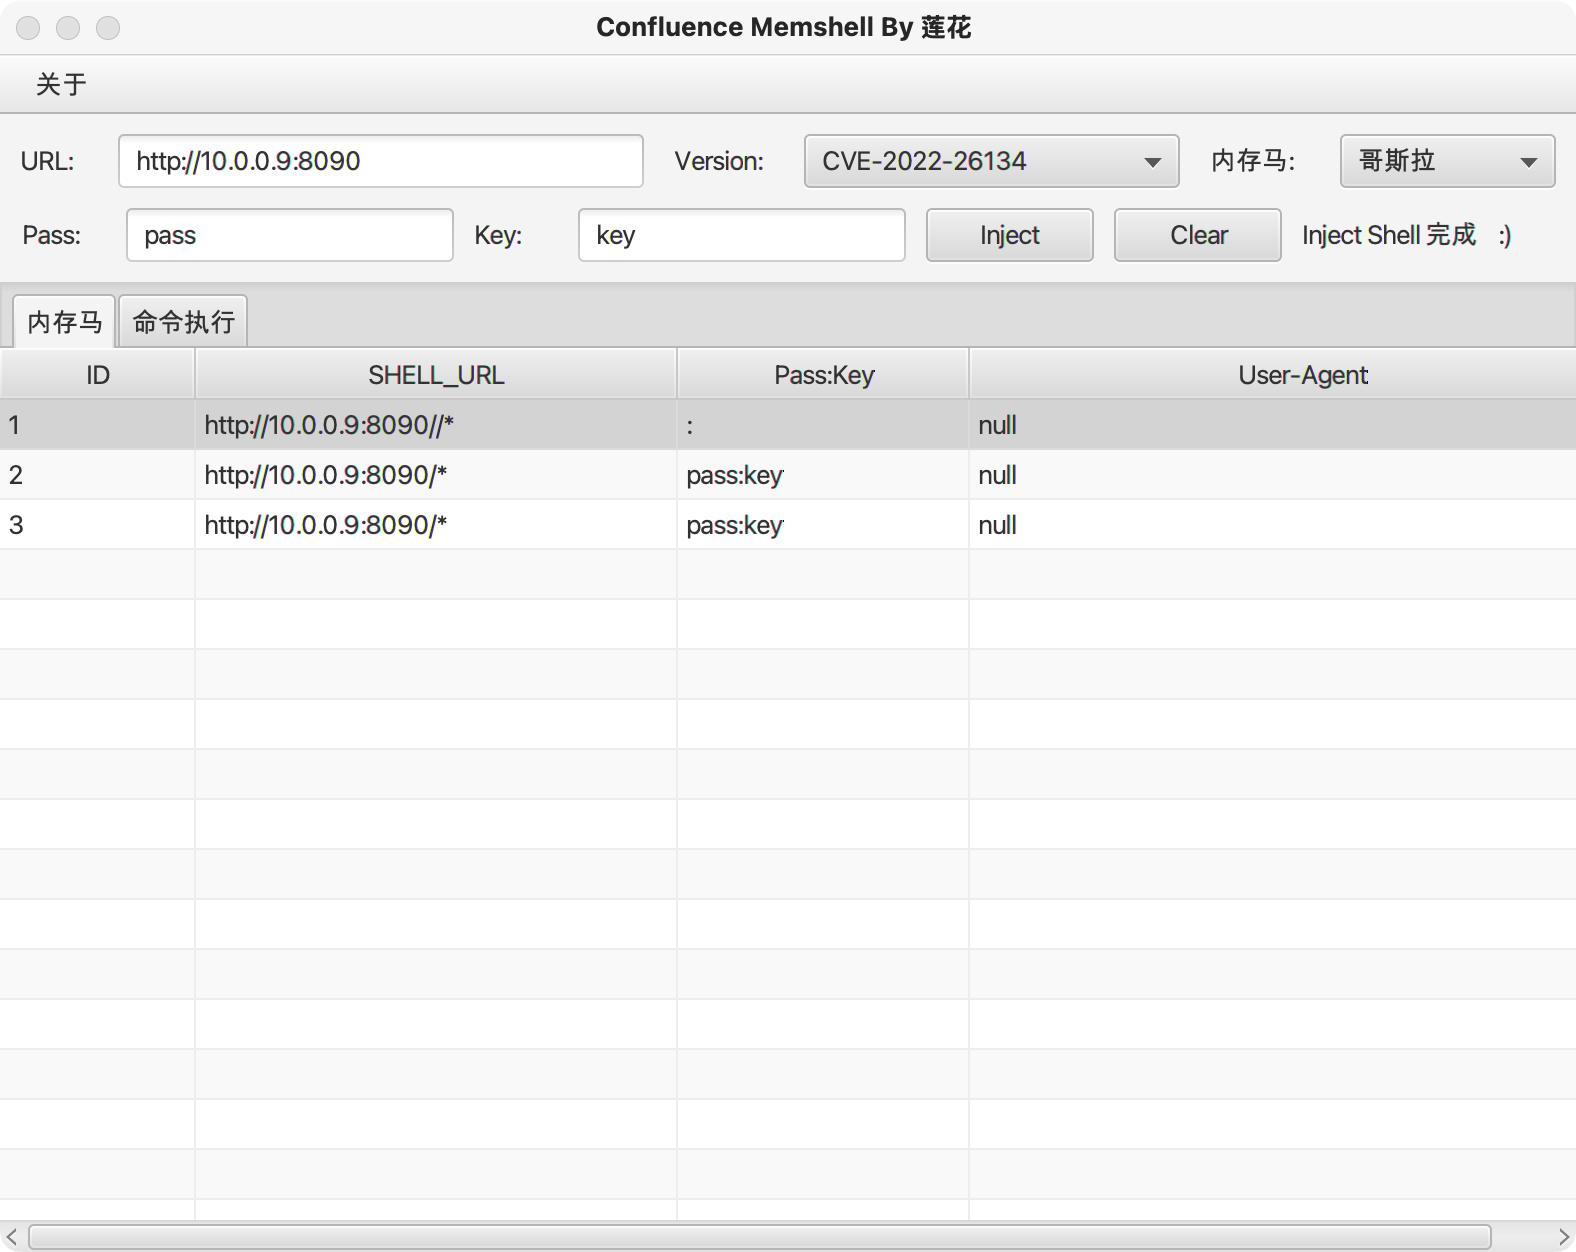 Confluence Memshell By 莲花
关于
URL: http://10.0.0.9:8090 Version: CVE-2022-26134 内存马: 哥斯拉
Pass: pass Key: key Inject Clear Inject Shell 完成 :)
内存马 命令执行
ID SHELL_URL Pass:Key User-Agent
1 http://10.0.0.9:8090//* : null
2 http://10.0.0.9:8090/* pass:key null
3 http://10.0.0.9:8090/* pass:key null